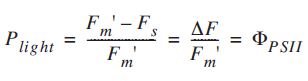 P_light = (F_m' − F_s) / F_m' = ΔF / F_m' = Φ_PSII